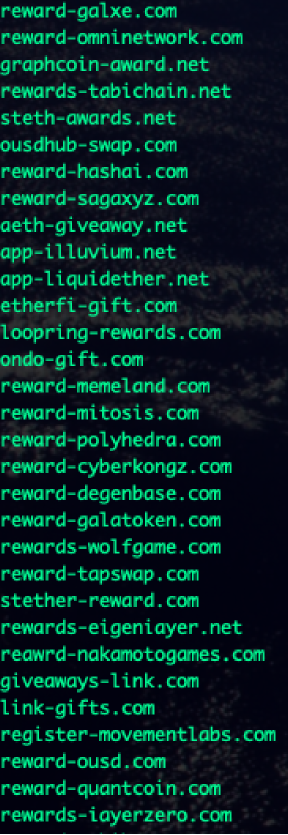 reward-galxe.com
reward-omninetwork.com
graphcoin-award.net
rewards-tabichain.net
steth-awards.net
ousdhub-swap.com
reward-hashai.com
reward-sagaxyz.com
aeth-giveaway.net
app-illuvium.net
app-liquidether.net
etherfi-gift.com
loopring-rewards.com
ondo-gift.com
reward-memeland.com
reward-mitosis.com
reward-polyhedra.com
reward-cyberkongz.com
reward-degenbase.com
reward-galatoken.com
rewards-wolfgame.com
reward-tapswap.com
stether-reward.com
rewards-eigeniayer.net
reawrd-nakamotogames.com
giveaways-link.com
link-gifts.com
register-movementlabs.com
reward-ousd.com
reward-quantcoin.com
rewards-iayerzero.com